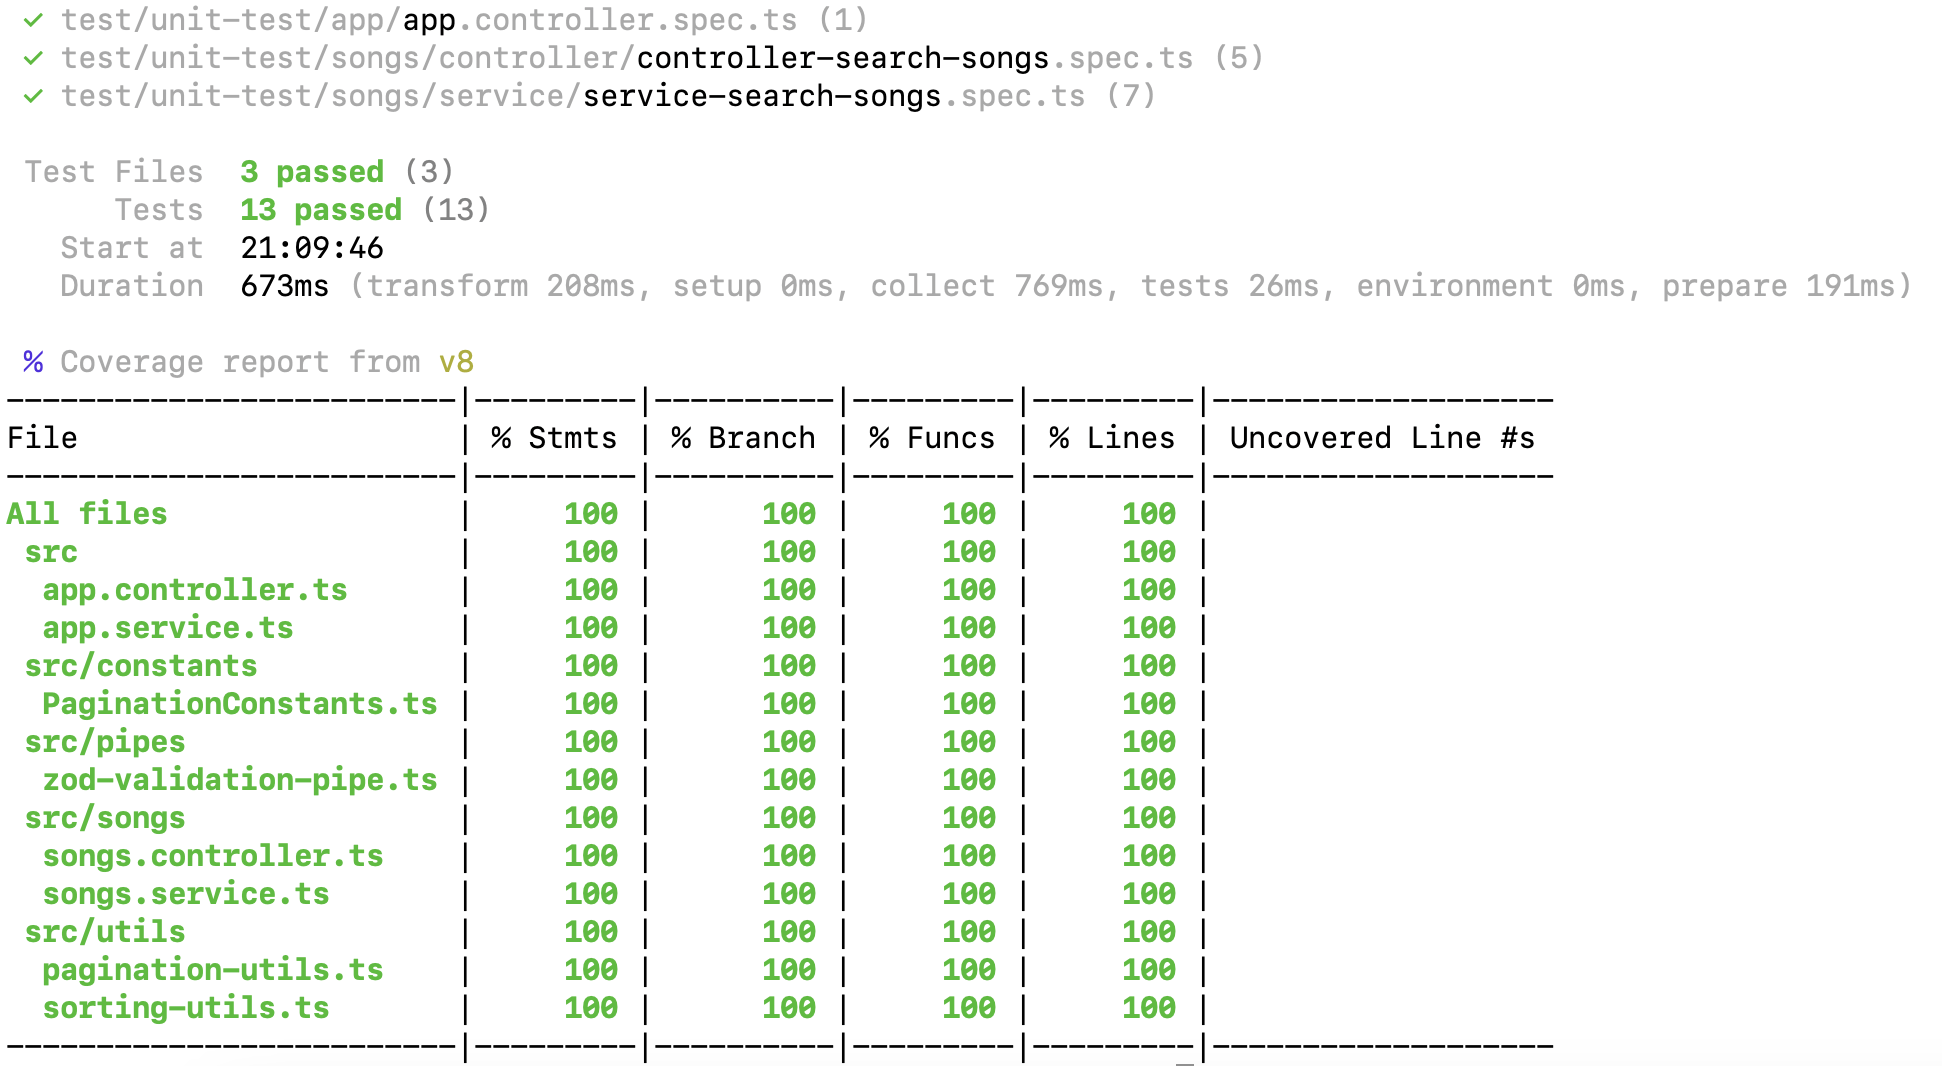 ✓ test/unit-test/app/app.controller.spec.ts (1)
✓ test/unit-test/songs/controller/controller-search-songs.spec.ts (5)
✓ test/unit-test/songs/service/service-search-songs.spec.ts (7)
Test Files 3 passed (3)
Tests 13 passed (13)
Start at 21:09:46
Duration 673ms (transform 208ms, setup 0ms, collect 769ms, tests 26ms, environment 0ms, prepare 191ms)
% Coverage report from v8
-------------------------|---------|----------|---------|---------|-------------------
File | % Stmts | % Branch | % Funcs | % Lines | Uncovered Line #s
-------------------------|---------|----------|---------|---------|-------------------
All files | 100 | 100 | 100 | 100 |
src | 100 | 100 | 100 | 100 |
app.controller.ts | 100 | 100 | 100 | 100 |
app.service.ts | 100 | 100 | 100 | 100 |
src/constants | 100 | 100 | 100 | 100 |
PaginationConstants.ts | 100 | 100 | 100 | 100 |
src/pipes | 100 | 100 | 100 | 100 |
zod-validation-pipe.ts | 100 | 100 | 100 | 100 |
src/songs | 100 | 100 | 100 | 100 |
songs.controller.ts | 100 | 100 | 100 | 100 |
songs.service.ts | 100 | 100 | 100 | 100 |
src/utils | 100 | 100 | 100 | 100 |
pagination-utils.ts | 100 | 100 | 100 | 100 |
sorting-utils.ts | 100 | 100 | 100 | 100 |
-------------------------|---------|----------|---------|---------|-------------------